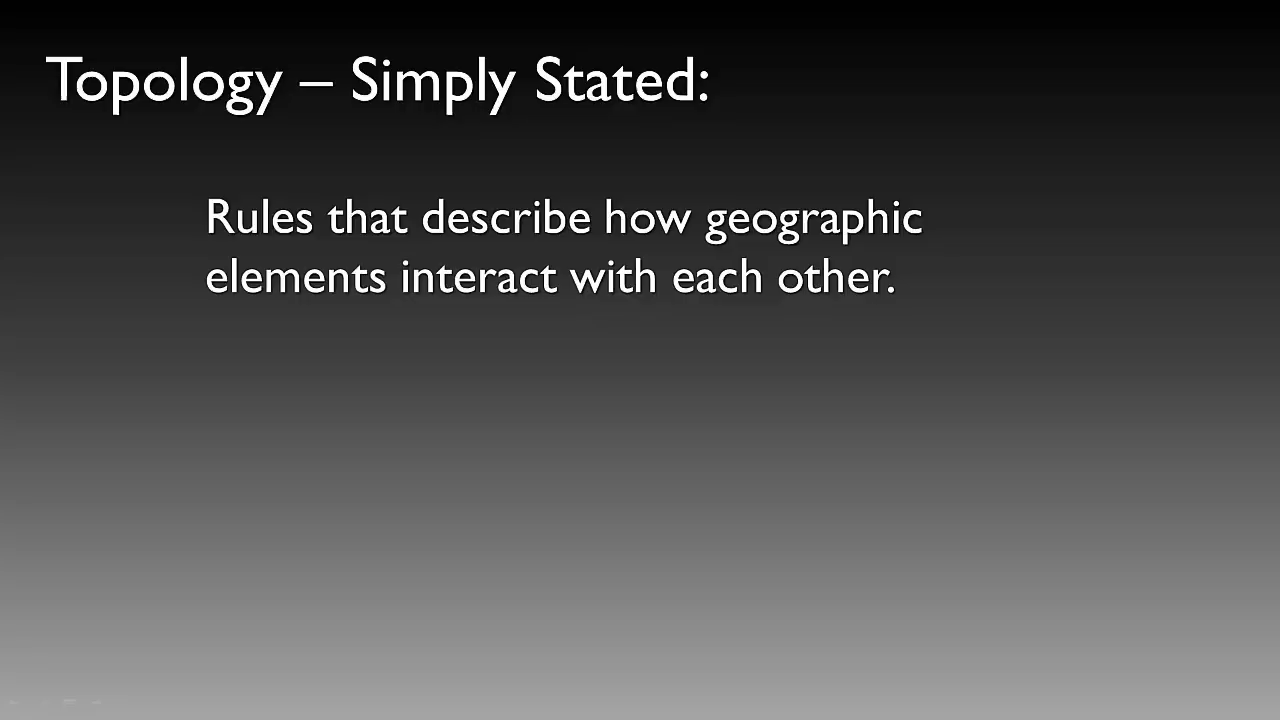 Topology – Simply Stated:
Rules that describe how geographic
elements interact with each other.